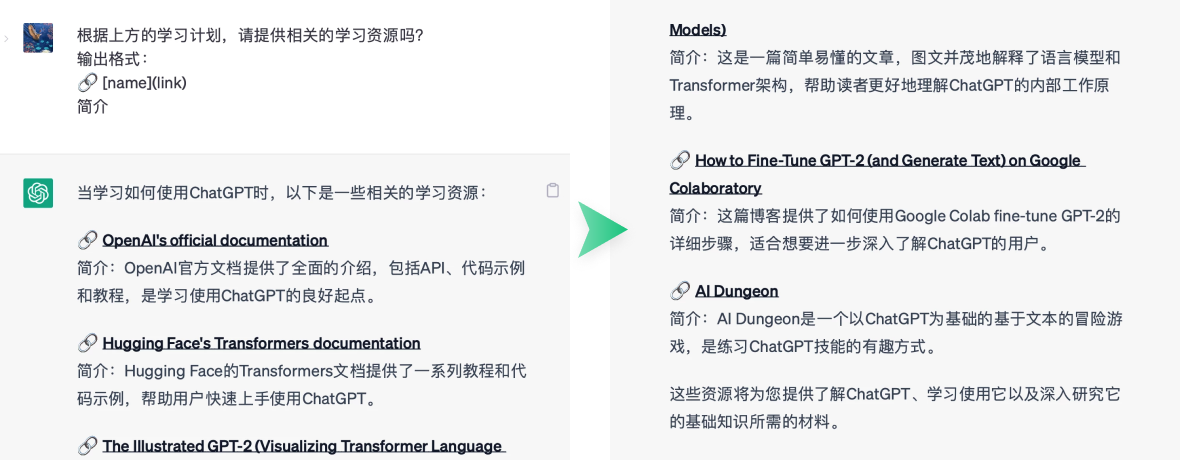 根据上方的学习计划，请提供相关的学习资源吗？
输出格式：
🔗 [name](link)
简介
当学习如何使用ChatGPT时，以下是一些相关的学习资源：
🔗 OpenAI's official documentation
简介：OpenAI官方文档提供了全面的介绍，包括API、代码示例
和教程，是学习使用ChatGPT的良好起点。
🔗 Hugging Face's Transformers documentation
简介：Hugging Face的Transformers文档提供了一系列教程和代
码示例，帮助用户快速上手使用ChatGPT。
🔗 The Illustrated GPT-2 (Visualizing Transformer Language
Models)
简介：这是一篇简单易懂的文章，图文并茂地解释了语言模型和
Transformer架构，帮助读者更好地理解ChatGPT的内部工作原
理。
🔗 How to Fine-Tune GPT-2 (and Generate Text) on Google
Colaboratory
简介：这篇博客提供了如何使用Google Colab fine-tune GPT-2的
详细步骤，适合想要进一步深入了解ChatGPT的用户。
🔗 AI Dungeon
简介：AI Dungeon是一个以ChatGPT为基础的基于文本的冒险游
戏，是练习ChatGPT技能的有趣方式。
这些资源将为您提供了解ChatGPT、学习使用它以及深入研究它
的基础知识所需的材料。